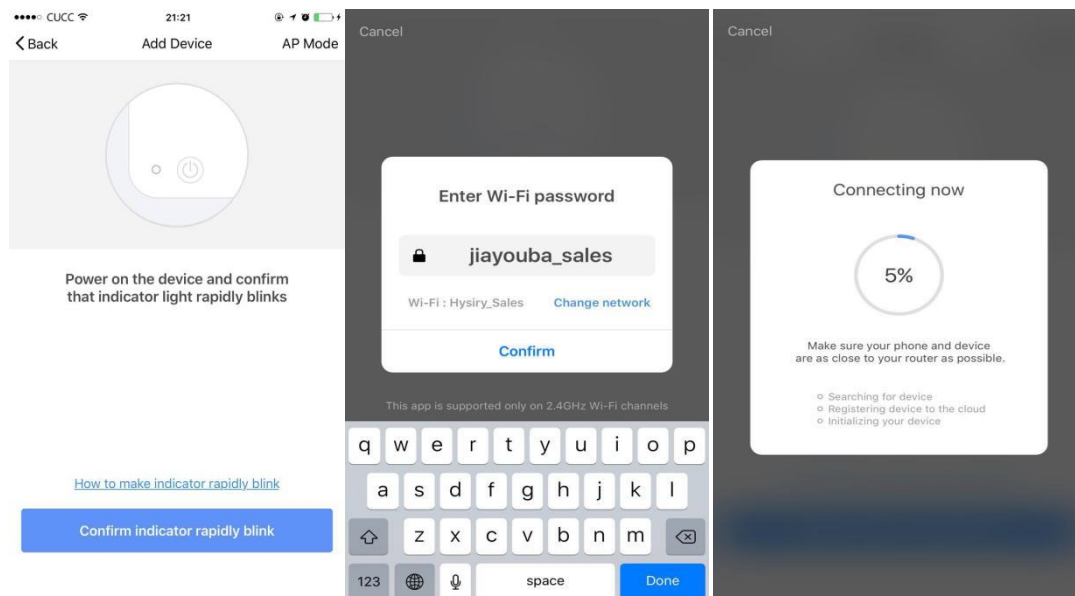 CUCC 21:21
Back Add Device AP Mode
Power on the device and confirm
that indicator light rapidly blinks
How to make indicator rapidly blink
Confirm indicator rapidly blink
Cancel
Enter Wi-Fi password
jiayouba_sales
Wi-Fi : Hysiry_Sales Change network
Confirm
This app is supported only on 2.4GHz Wi-Fi channels
q w e r t y u i o p
a s d f g h j k l
z x c v b n m
123 space Done
Cancel
Connecting now
5%
Make sure your phone and device
are as close to your router as possible.
Searching for device
Registering device to the cloud
Initializing your device